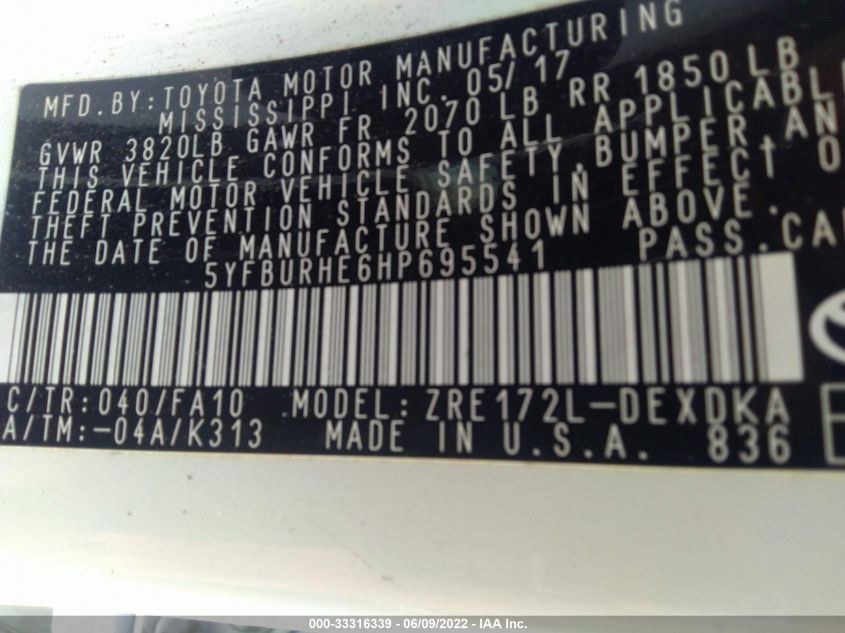 MFD.BY:TOYOTA MOTOR MANUFACTURING
MISSISSIPPI, INC. 05/17
GVWR 3820LB GAWR FR 2070 LB RR 1850 LB
THIS VEHICLE CONFORMS TO ALL APPLICABLE
FEDERAL MOTOR VEHICLE SAFETY, BUMPER, AN
THEFT PREVENTION STANDARDS IN EFFECT O
THE DATE OF MANUFACTURE SHOWN ABOVE.
5YFBURHE6HP695541 PASS.CA
C/TR: 040/FA10 MODEL: ZRE172L-DEXDKA
A/TM:-04A/K313 MADE IN U.S.A. 836
000-33316339 - 06/09/2022 - IAA Inc.